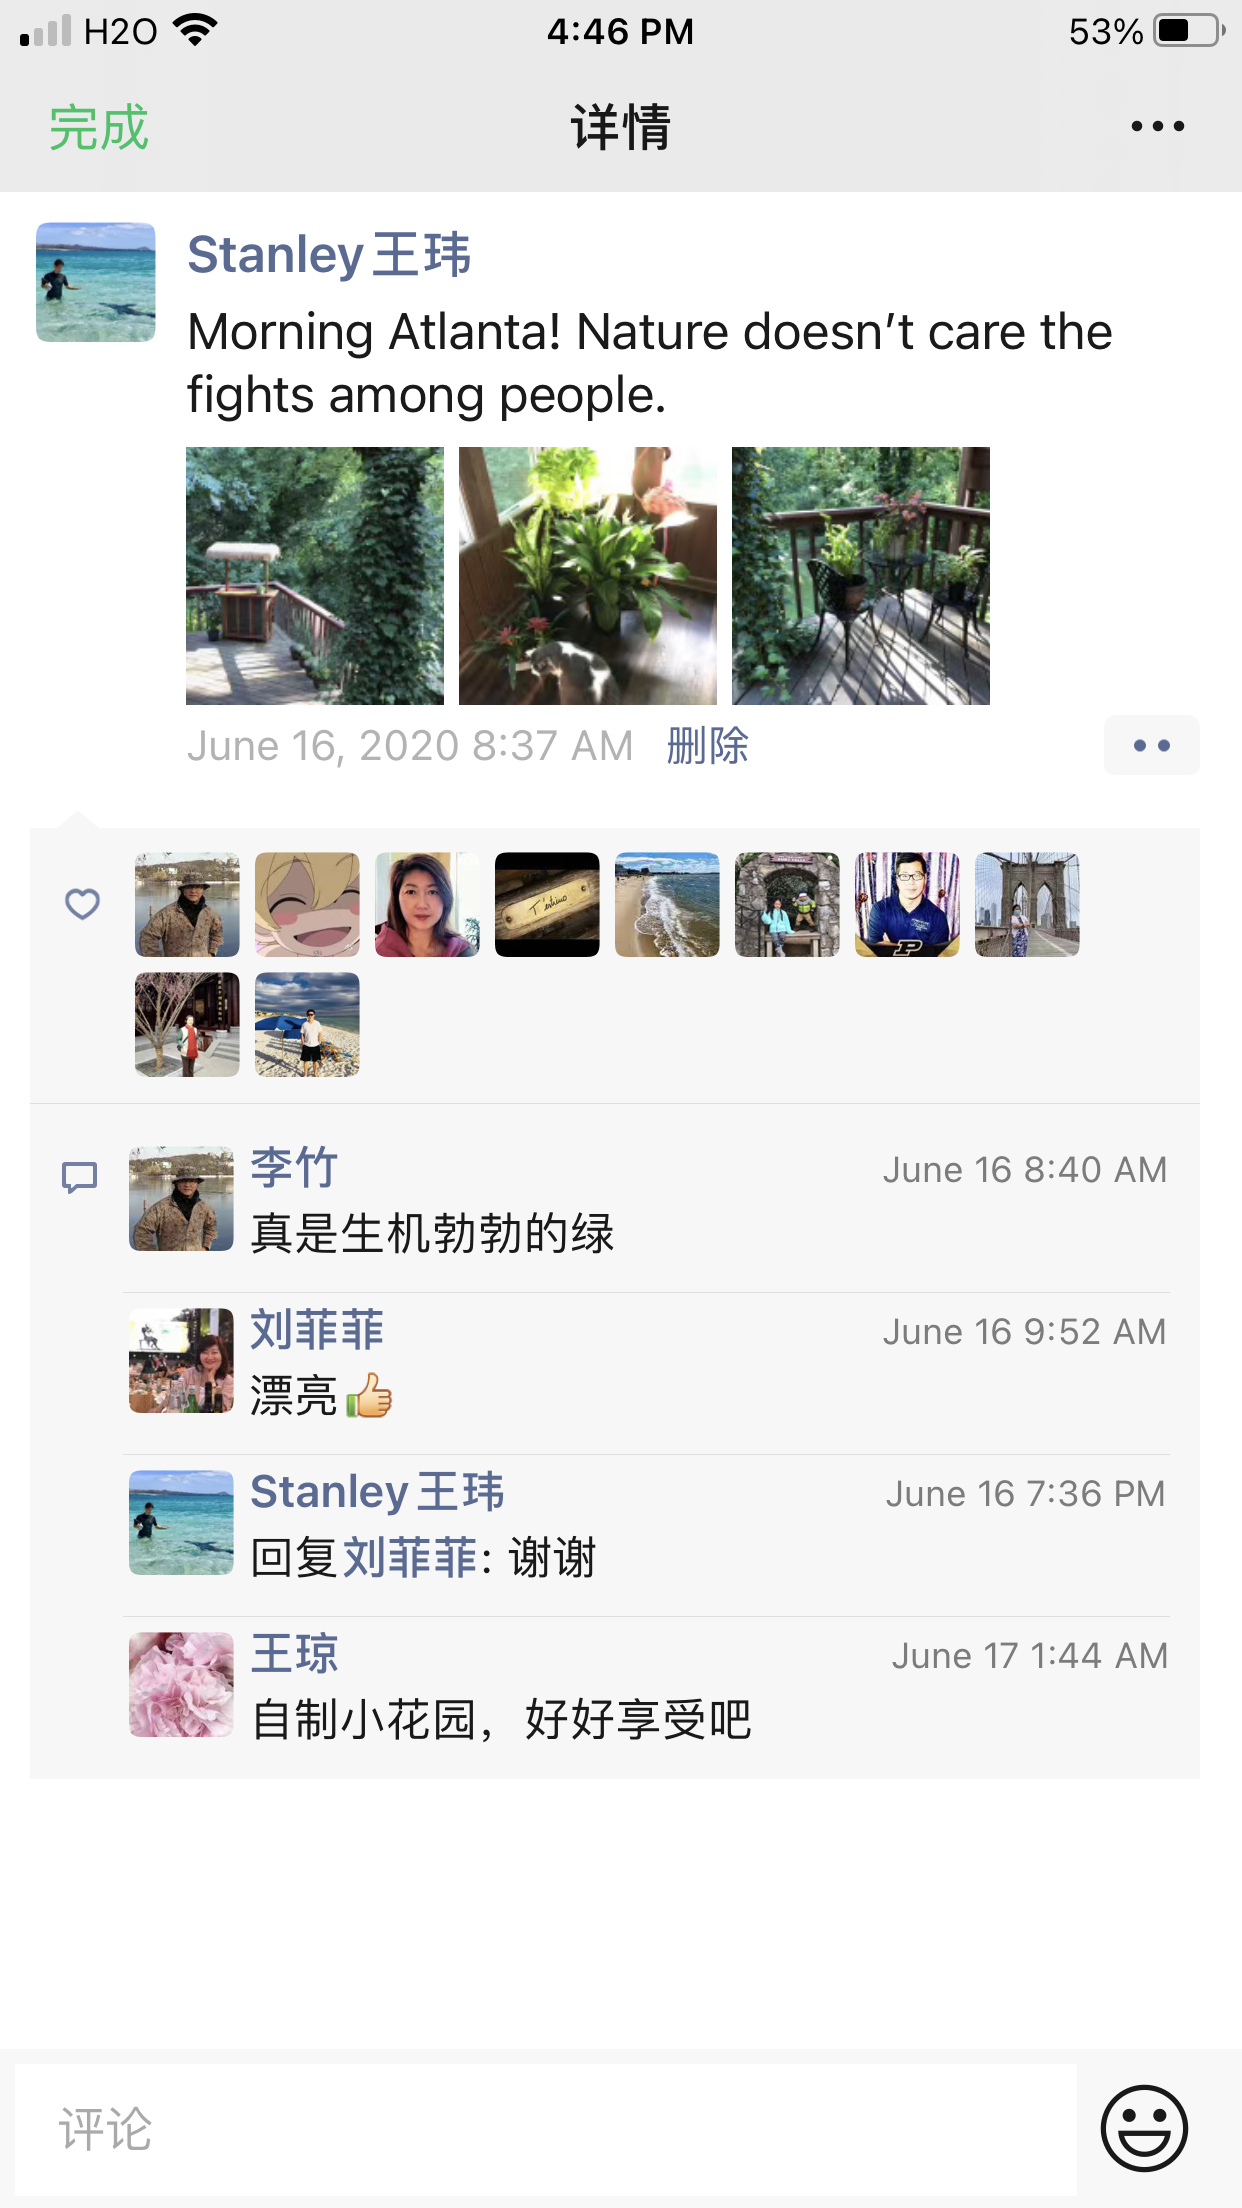 H2O
4:46 PM
53%
完成
详情
Stanley王玮
Morning Atlanta! Nature doesn’t care the
fights among people.
June 16, 2020 8:37 AM 删除
P
李竹
June 16 8:40 AM
真是生机勃勃的绿
刘菲菲
June 16 9:52 AM
漂亮👍
Stanley王玮
June 16 7:36 PM
回复刘菲菲: 谢谢
王琼
June 17 1:44 AM
自制小花园，好好享受吧
评论